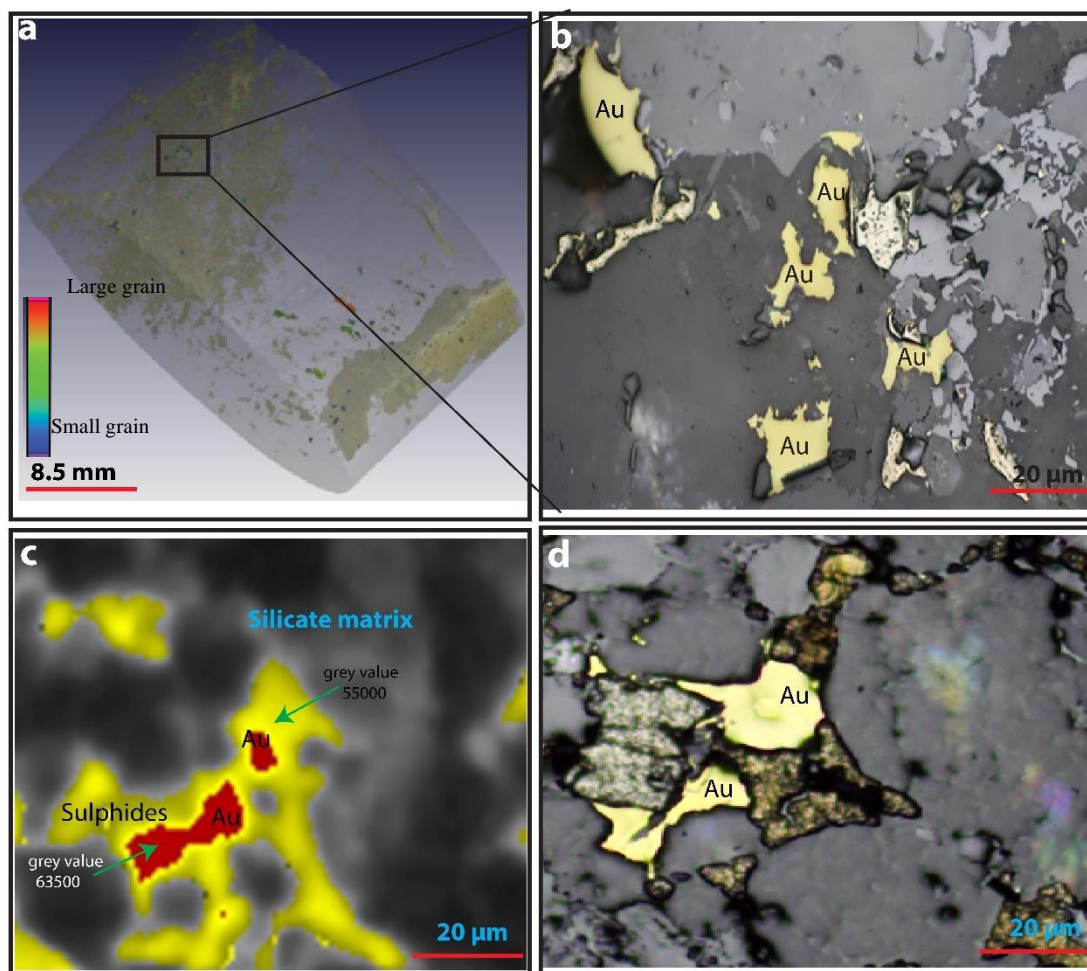 a
Large grain
Small grain
8.5 mm
b
Au
Au
Au
Au
Au
20 µm
c
Silicate matrix
grey value
55000
Au
Sulphides
Au
grey value
63500
20 µm
d
Au
Au
20 µm